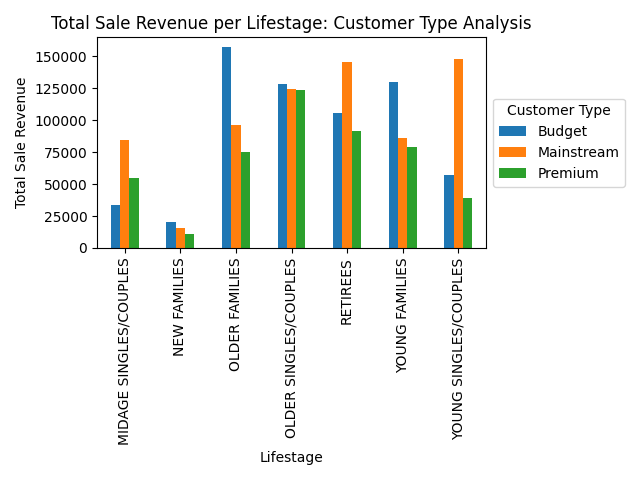 Total Sale Revenue per Lifestage: Customer Type Analysis
Total Sale Revenue
150000
125000
100000
75000
50000
25000
0
Customer Type
Budget
Mainstream
Premium
MIDAGE SINGLES/COUPLES
NEW FAMILIES
OLDER FAMILIES
OLDER SINGLES/COUPLES
RETIREES
YOUNG FAMILIES
YOUNG SINGLES/COUPLES
Lifestage